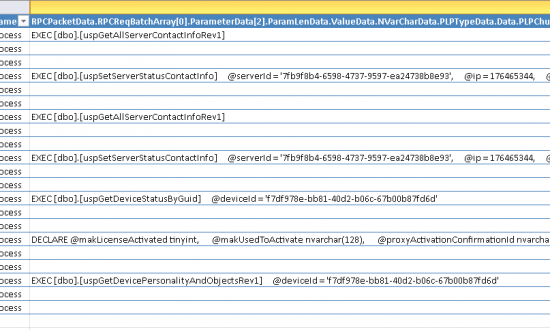 ame RPCPacketData.RPCReqBatchArray[0].ParameterData[2].ParamLenData.ValueData.NVarCharData.PLPTypeData.Data.PLPChu
ocess EXEC [dbo].[uspGetAllServerContactInfoRev1]
ocess
ocess
ocess EXEC [dbo].[uspSetServerStatusContactInfo] @serverId = '7fb9f8b4-6598-4737-9597-ea24738b8e93', @ip = 176465344,
ocess
ocess
ocess EXEC [dbo].[uspGetAllServerContactInfoRev1]
ocess
ocess
ocess EXEC [dbo].[uspSetServerStatusContactInfo] @serverId = '7fb9f8b4-6598-4737-9597-ea24738b8e93', @ip = 176465344,
ocess
ocess
ocess EXEC [dbo].[uspGetDeviceStatusByGuid] @deviceId = 'f7df978e-bb81-40d2-b06c-67b00b87fd6d'
ocess
ocess
ocess DECLARE @makLicenseActivated tinyint, @makUsedToActivate nvarchar(128), @proxyActivationConfirmationId nvarchar
ocess
ocess
ocess EXEC [dbo].[uspGetDevicePersonalityAndObjectsRev1] @deviceId = 'f7df978e-bb81-40d2-b06c-67b00b87fd6d'
ocess
ocess